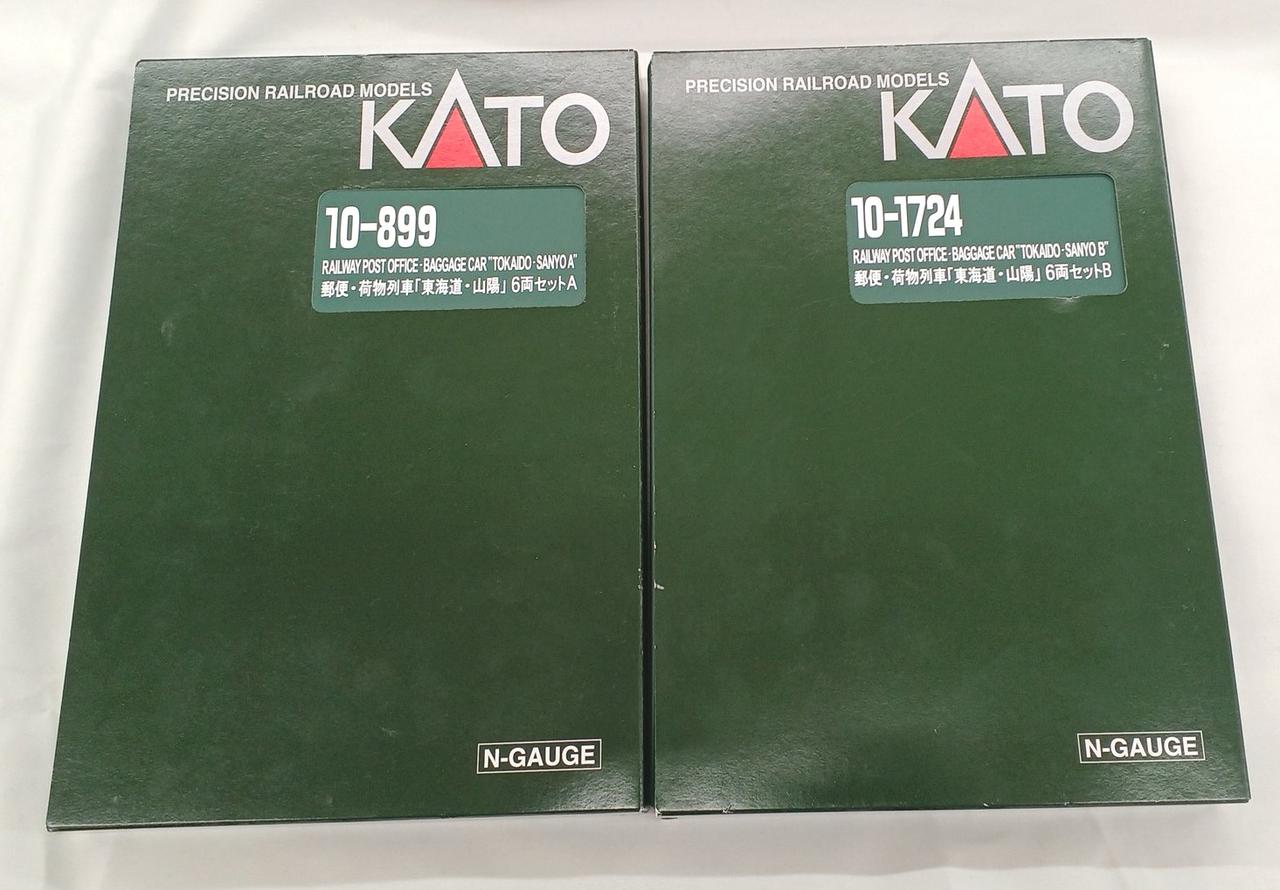 PRECISION RAILROAD MODELS
KATO
10-899
RAILWAY POST OFFICE・BAGGAGE CAR "TOKAIDO・SANYO A"
郵便・荷物列車「東海道・山陽」6両セットA
N-GAUGE
PRECISION RAILROAD MODELS
KATO
10-1724
RAILWAY POST OFFICE・BAGGAGE CAR "TOKAIDO・SANYO B"
郵便・荷物列車「東海道・山陽」6両セットB
N-GAUGE